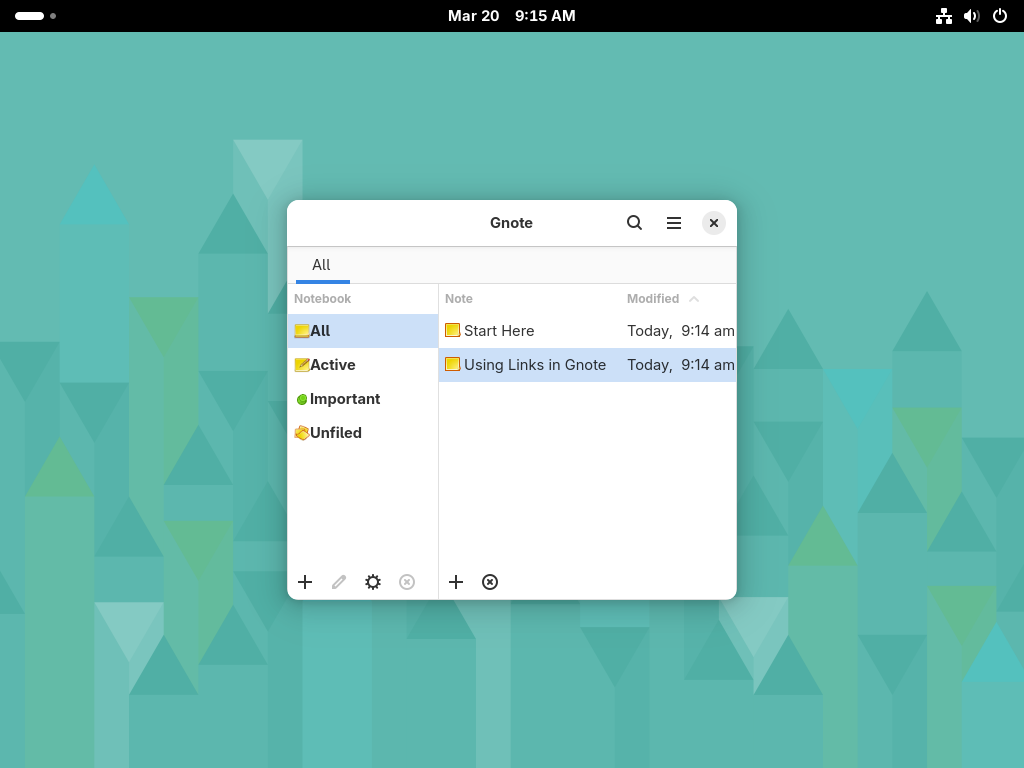 Mar 20 9:15 AM
Gnote
All
Notebook Note Modified
All Start Here Today, 9:14 am
Active Using Links in Gnote Today, 9:14 am
Important
Unfiled